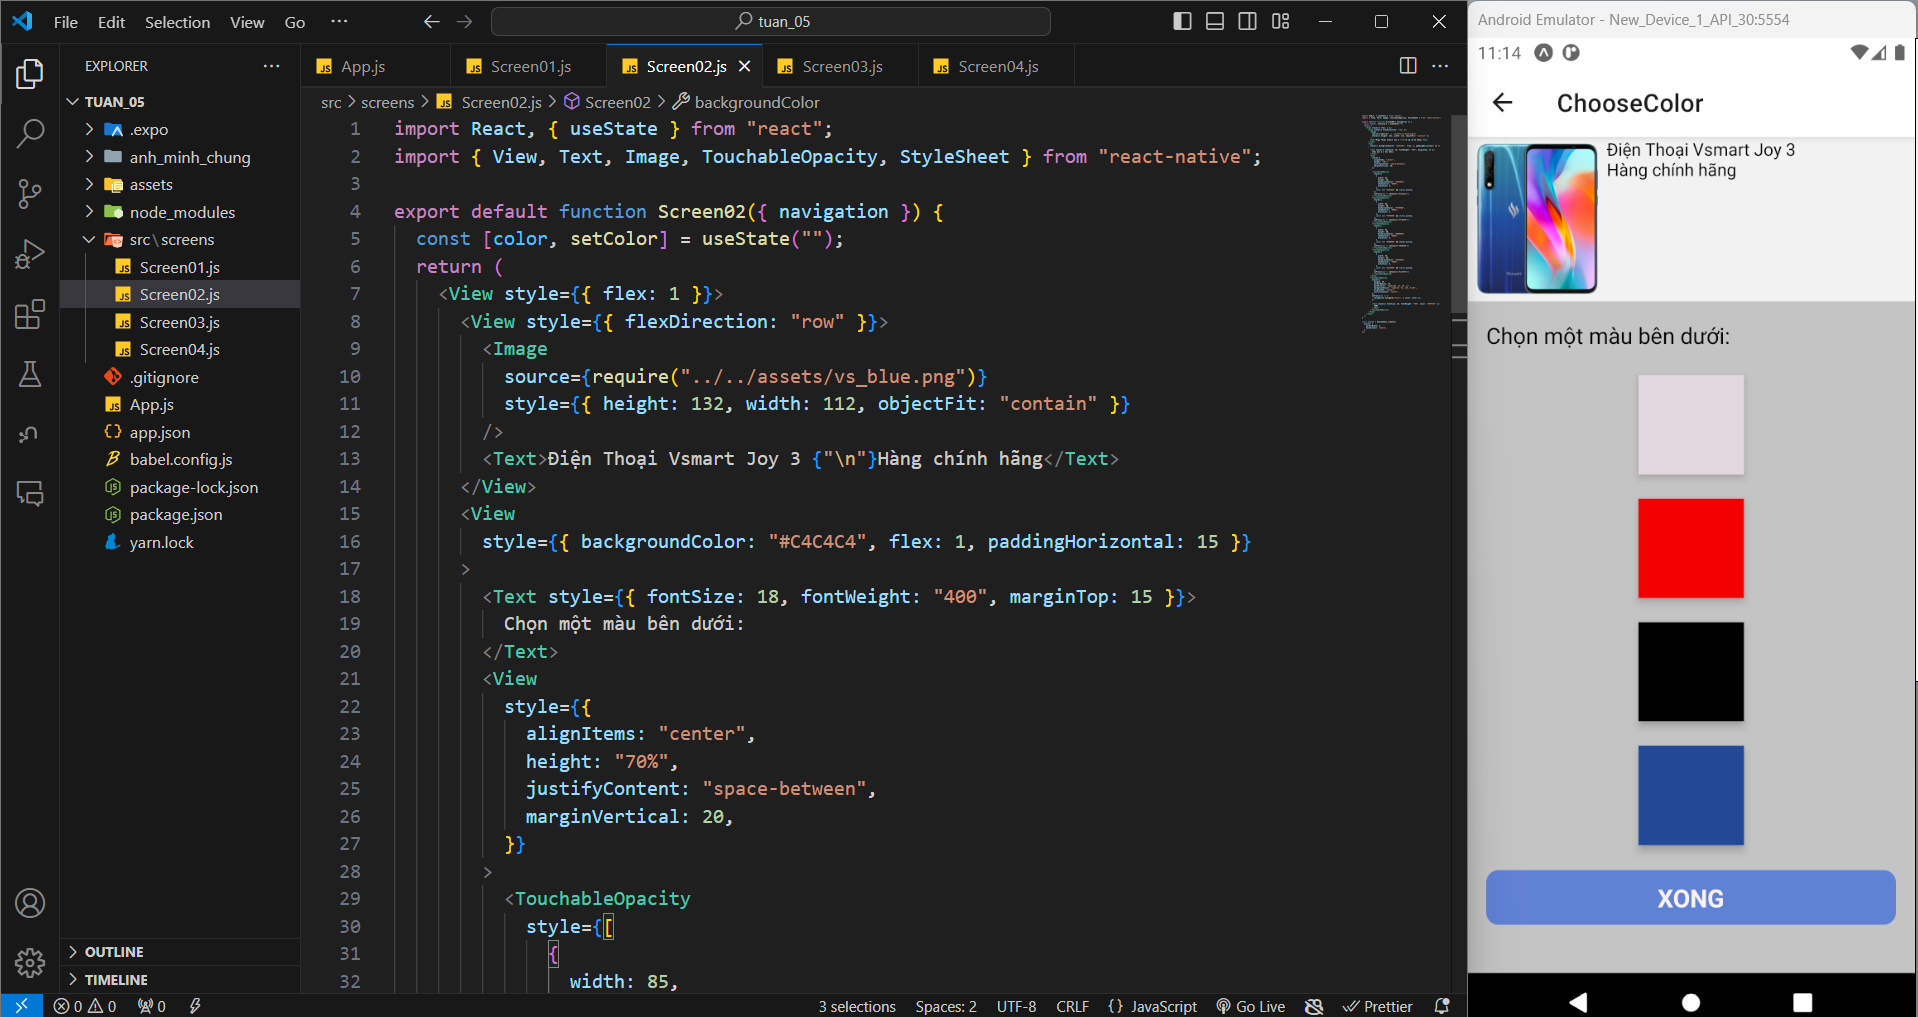 File Edit Selection View Go ··· tuan_05
EXPLORER ···
TUAN_05
.expo
anh_minh_chung
assets
node_modules
src\screens
Screen01.js
Screen02.js
Screen03.js
Screen04.js
.gitignore
App.js
app.json
babel.config.js
package-lock.json
package.json
yarn.lock
OUTLINE
TIMELINE
App.js Screen01.js Screen02.js Screen03.js Screen04.js ···
src > screens > Screen02.js > Screen02 > backgroundColor
1 import React, { useState } from "react";
2 import { View, Text, Image, TouchableOpacity, StyleSheet } from "react-native";
3
4 export default function Screen02({ navigation }) {
5 const [color, setColor] = useState("");
6 return (
7 <View style={{ flex: 1 }}>
8 <View style={{ flexDirection: "row" }}>
9 <Image
10 source={require("../../assets/vs_blue.png")}
11 style={{ height: 132, width: 112, objectFit: "contain" }}
12 />
13 <Text>Điện Thoại Vsmart Joy 3 {"\n"}Hàng chính hãng</Text>
14 </View>
15 <View
16 style={{ backgroundColor: "#C4C4C4", flex: 1, paddingHorizontal: 15 }}
17 >
18 <Text style={{ fontSize: 18, fontWeight: "400", marginTop: 15 }}>
19 Chọn một màu bên dưới:
20 </Text>
21 <View
22 style={{
23 alignItems: "center",
24 height: "70%",
25 justifyContent: "space-between",
26 marginVertical: 20,
27 }}
28 >
29 <TouchableOpacity
30 style={[
31 {
32 width: 85,
0 0 0 3 selections Spaces: 2 UTF-8 CRLF {} JavaScript Go Live Prettier
Android Emulator - New_Device_1_API_30:5554
11:14
ChooseColor
Điện Thoại Vsmart Joy 3
Hàng chính hãng
Chọn một màu bên dưới:
XONG